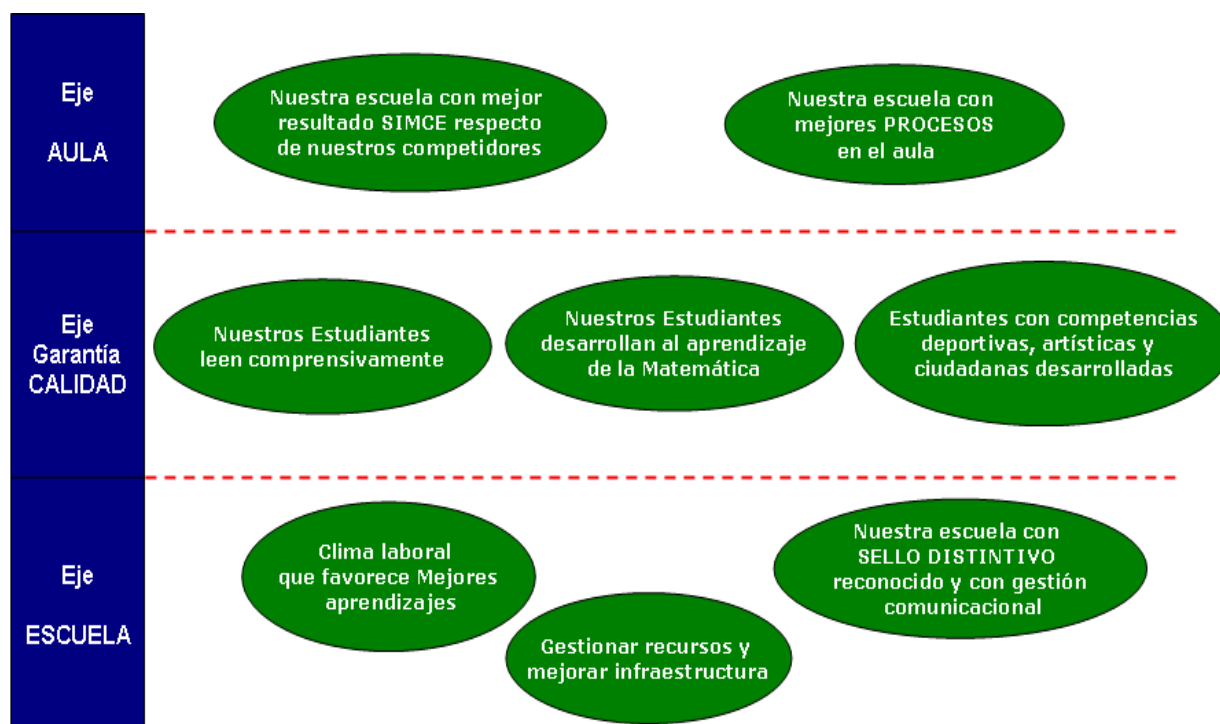 Eje
AULA
Nuestra escuela con mejor
resultado SIMCE respecto
de nuestros competidores
Nuestra escuela con
mejores PROCESOS
en el aula
Eje
Garantía
CALIDAD
Nuestros Estudiantes
leen comprensivamente
Nuestros Estudiantes
desarrollan al aprendizaje
de la Matemática
Estudiantes con competencias
deportivas, artísticas y
ciudadanas desarrolladas
Eje
ESCUELA
Clima laboral
que favorece Mejores
aprendizajes
Gestionar recursos y
mejorar infraestructura
Nuestra escuela con
SELLO DISTINTIVO
reconocido y con gestión
comunicacional